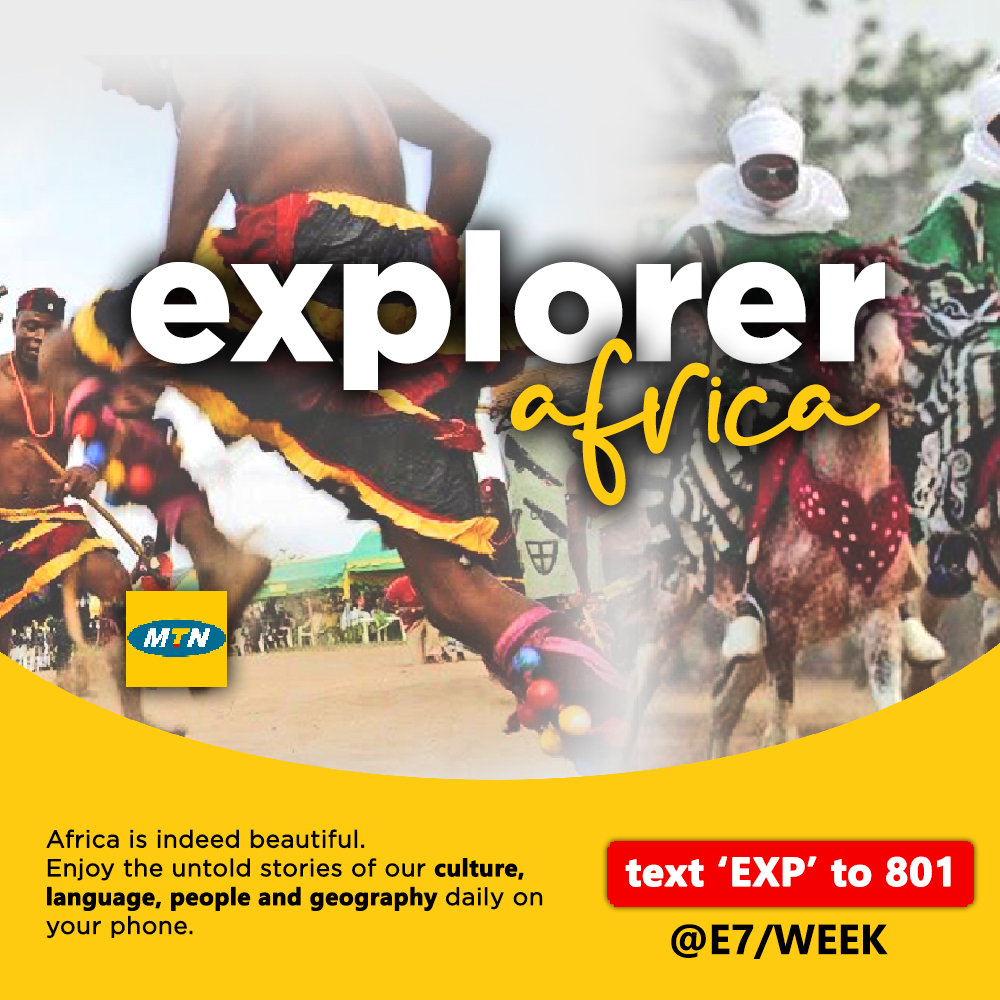 explorer
africa
MTN
Africa is indeed beautiful.
Enjoy the untold stories of our culture,
language, people and geography daily on
your phone.
text ‘EXP’ to 801
@E7/WEEK